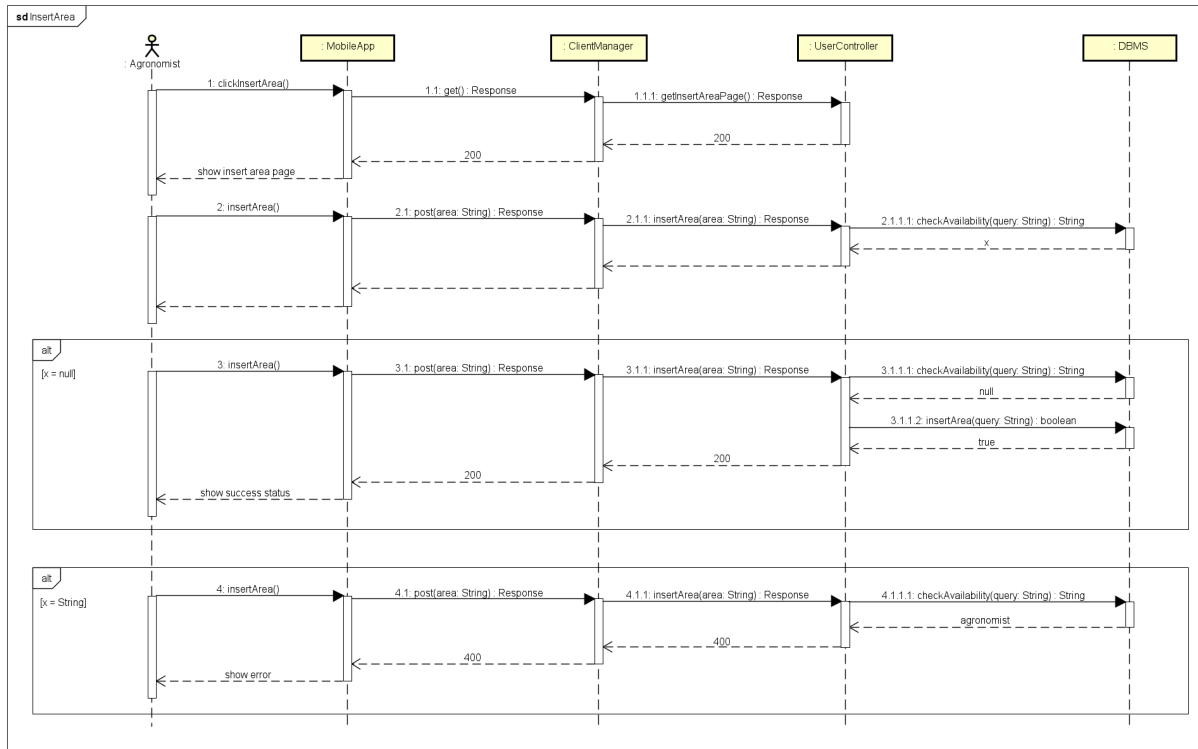 sd InsertArea
: Agronomist
: MobileApp
: ClientManager
: UserController
: DBMS
1: clickInsertArea()
1.1: get() : Response
1.1.1: getInsertAreaPage() : Response
200
200
show insert area page
2: insertArea()
2.1: post(area: String) : Response
2.1.1: insertArea(area: String) : Response
2.1.1.1: checkAvailability(query: String) : String
x
alt
[x = null]
3: insertArea()
3.1: post(area: String) : Response
3.1.1: insertArea(area: String) : Response
3.1.1.1: checkAvailability(query: String) : String
null
3.1.1.2: insertArea(query: String) : boolean
true
200
200
show success status
alt
[x = String]
4: insertArea()
4.1: post(area: String) : Response
4.1.1: insertArea(area: String) : Response
4.1.1.1: checkAvailability(query: String) : String
agronomist
400
400
show error